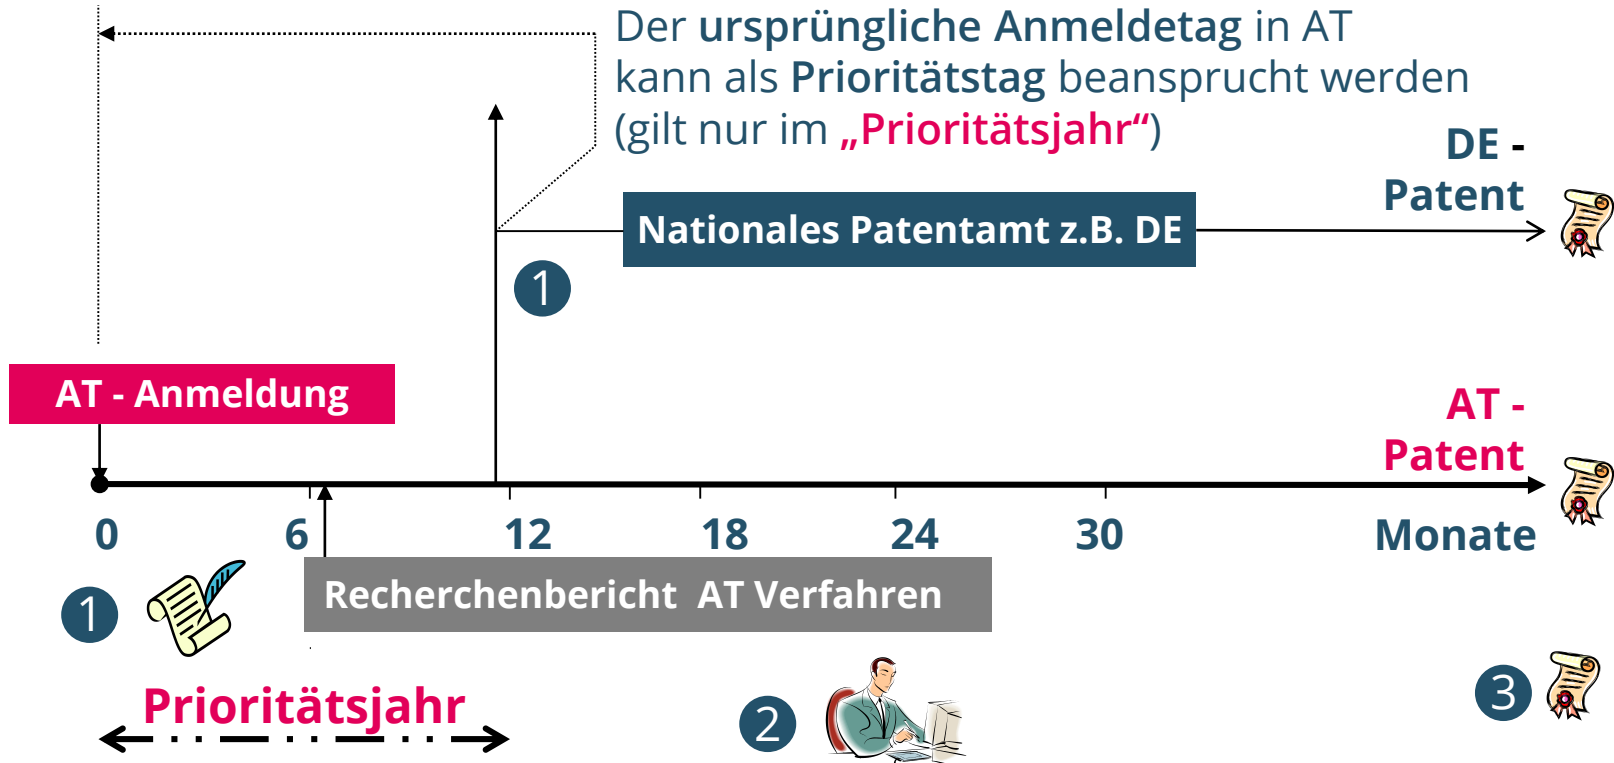 Der ursprüngliche Anmeldetag in AT
kann als Prioritätstag beansprucht werden
(gilt nur im „Prioritätsjahr“)
DE -
Patent
Nationales Patentamt z.B. DE
1
AT - Anmeldung
AT -
Patent
0 6 12 18 24 30 Monate
Recherchenbericht AT Verfahren
1
Prioritätsjahr
2
3